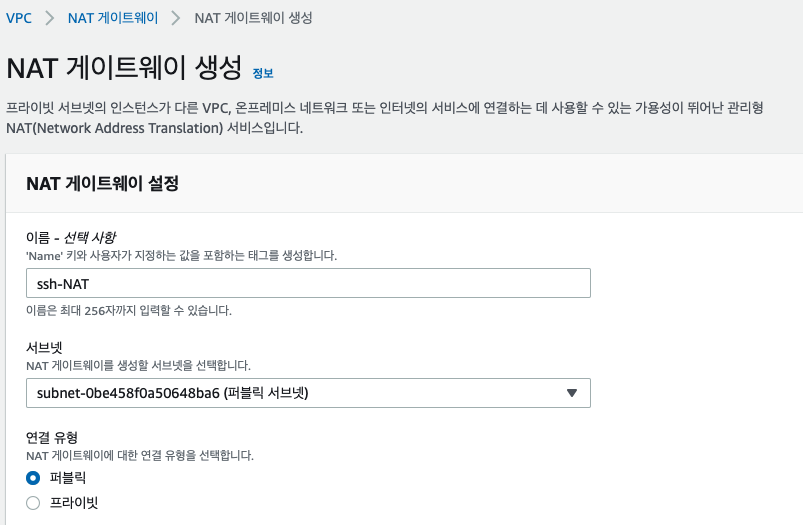 VPC > NAT 게이트웨이 > NAT 게이트웨이 생성
NAT 게이트웨이 생성 정보
프라이빗 서브넷의 인스턴스가 다른 VPC, 온프레미스 네트워크 또는 인터넷의 서비스에 연결하는 데 사용할 수 있는 가용성이 뛰어난 관리형
NAT(Network Address Translation) 서비스입니다.
NAT 게이트웨이 설정
이름 - 선택 사항
'Name' 키와 사용자가 지정하는 값을 포함하는 태그를 생성합니다.
ssh-NAT
이름은 최대 256자까지 입력할 수 있습니다.
서브넷
NAT 게이트웨이를 생성할 서브넷을 선택합니다.
subnet-0be458f0a50648ba6 (퍼블릭 서브넷)
연결 유형
NAT 게이트웨이에 대한 연결 유형을 선택합니다.
퍼블릭
프라이빗